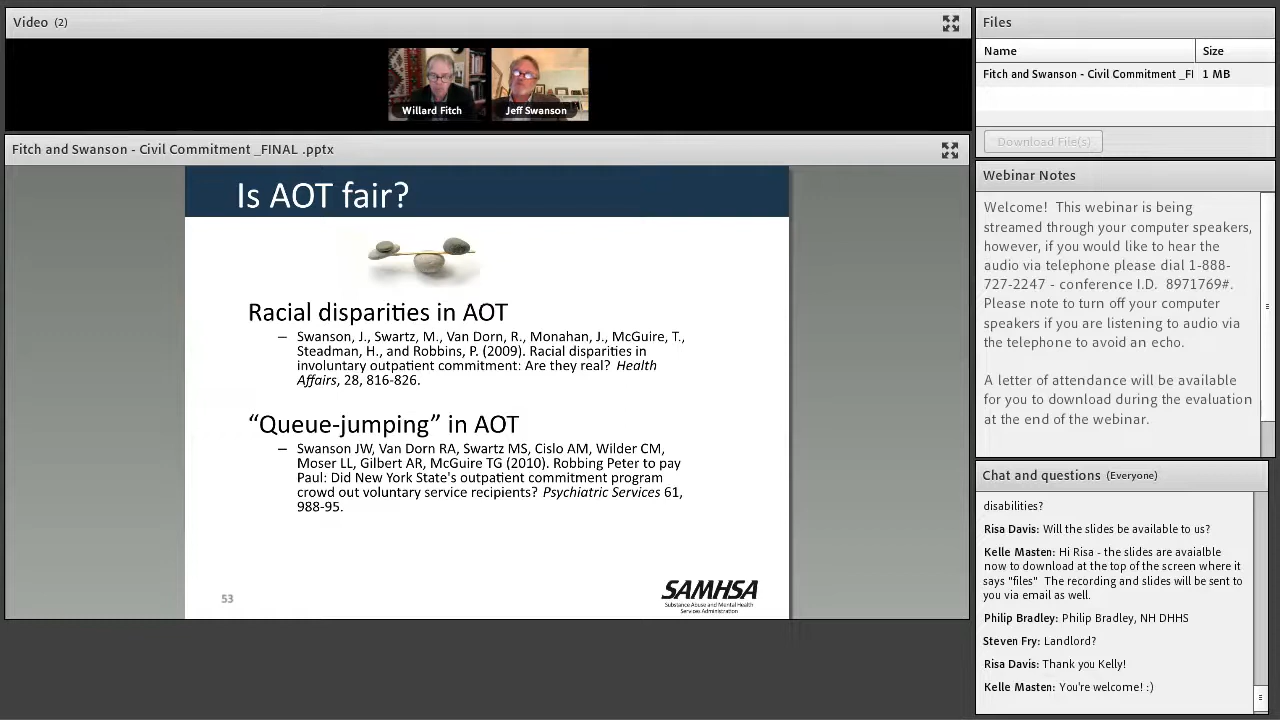 Video (2)
Willard Fitch
Jeff Swanson
Fitch and Swanson - Civil Commitment _FINAL .pptx
Is AOT fair?
Racial disparities in AOT
– Swanson, J., Swartz, M., Van Dorn, R., Monahan, J., McGuire, T.,
Steadman, H., and Robbins, P. (2009). Racial disparities in
involuntary outpatient commitment: Are they real? Health
Affairs, 28, 816-826.
“Queue-jumping” in AOT
– Swanson JW, Van Dorn RA, Swartz MS, Cislo AM, Wilder CM,
Moser LL, Gilbert AR, McGuire TG (2010). Robbing Peter to pay
Paul: Did New York State's outpatient commitment program
crowd out voluntary service recipients? Psychiatric Services 61,
988-95.
53
SAMHSA
Substance Abuse and Mental Health
Services Administration
Files
Name Size
Fitch and Swanson - Civil Commitment _FI 1 MB
Download File(s)
Webinar Notes
Welcome! This webinar is being
streamed through your computer speakers,
however, if you would like to hear the
audio via telephone please dial 1-888-
727-2247 - conference I.D. 8971769#.
Please note to turn off your computer
speakers if you are listening to audio via
the telephone to avoid an echo.
A letter of attendance will be available
for you to download during the evaluation
at the end of the webinar.
Chat and questions (Everyone)
disabilities?
Risa Davis: Will the slides be available to us?
Kelle Masten: Hi Risa - the slides are avaialble
now to download at the top of the screen where it
says "files" The recording and slides will be sent to
you via email as well.
Philip Bradley: Philip Bradley, NH DHHS
Steven Fry: Landlord?
Risa Davis: Thank you Kelly!
Kelle Masten: You're welcome! :)